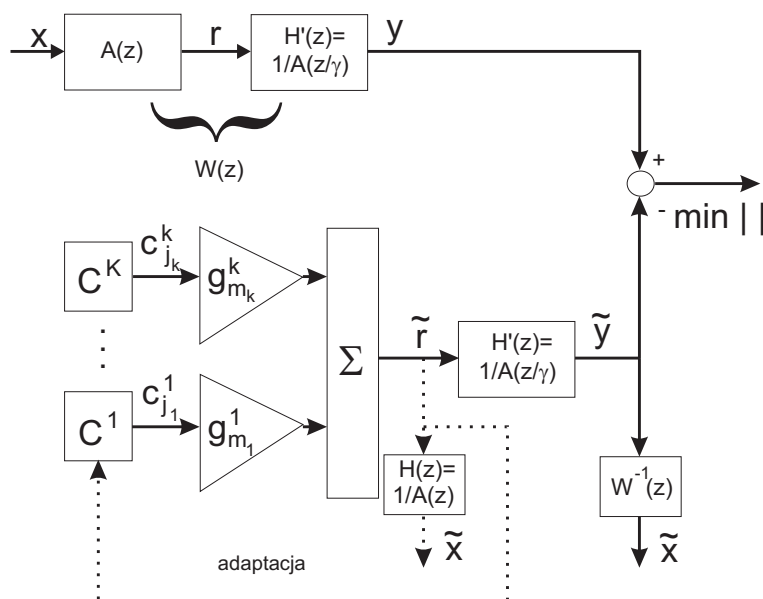 x
A(z)
r
H'(z)=
1/A(z/γ)
y
W(z)
+
-
min | |
C^K
c^k_{j_k}
g^k_{m_k}
⋮
C^1
c^1_{j_1}
g^1_{m_1}
Σ
r̃
H'(z)=
1/A(z/γ)
ỹ
H(z)=
1/A(z)
x̃
W^{-1}(z)
x̃
adaptacja